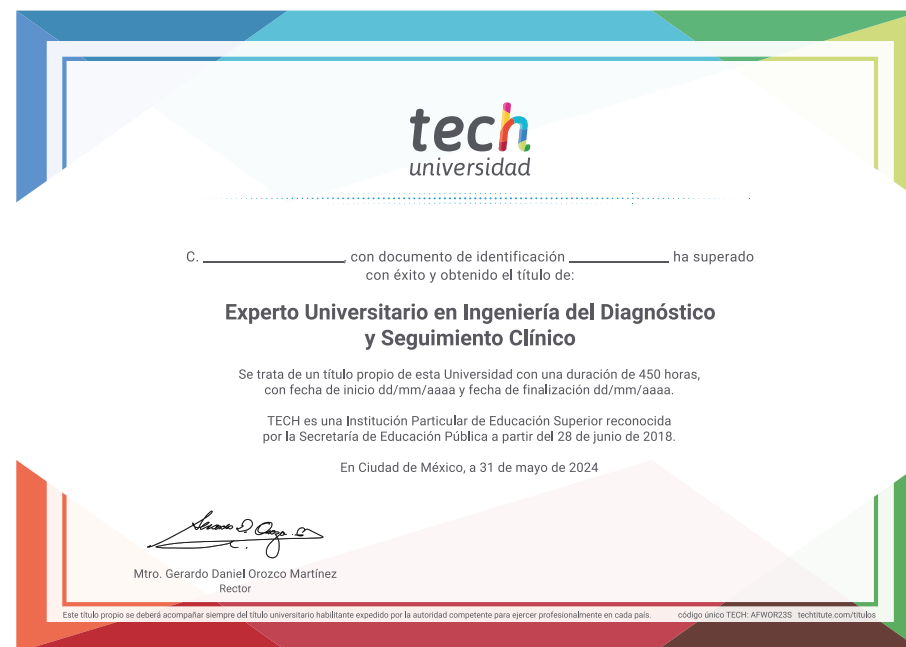 tech
universidad
C. ____________, con documento de identificación ____________ ha superado
con éxito y obtenido el título de:
Experto Universitario en Ingeniería del Diagnóstico
y Seguimiento Clínico
Se trata de un título propio de esta Universidad con una duración de 450 horas,
con fecha de inicio dd/mm/aaaa y fecha de finalización dd/mm/aaaa.
TECH es una Institución Particular de Educación Superior reconocida
por la Secretaría de Educación Pública a partir del 28 de junio de 2018.
En Ciudad de México, a 31 de mayo de 2024
Mtro. Gerardo Daniel Orozco Martínez
Rector
Este título propio se deberá acompañar siempre del título universitario habilitante expedido por la autoridad competente para ejercer profesionalmente en cada país. código único TECH: AFWOR23S techtitute.com/titulos